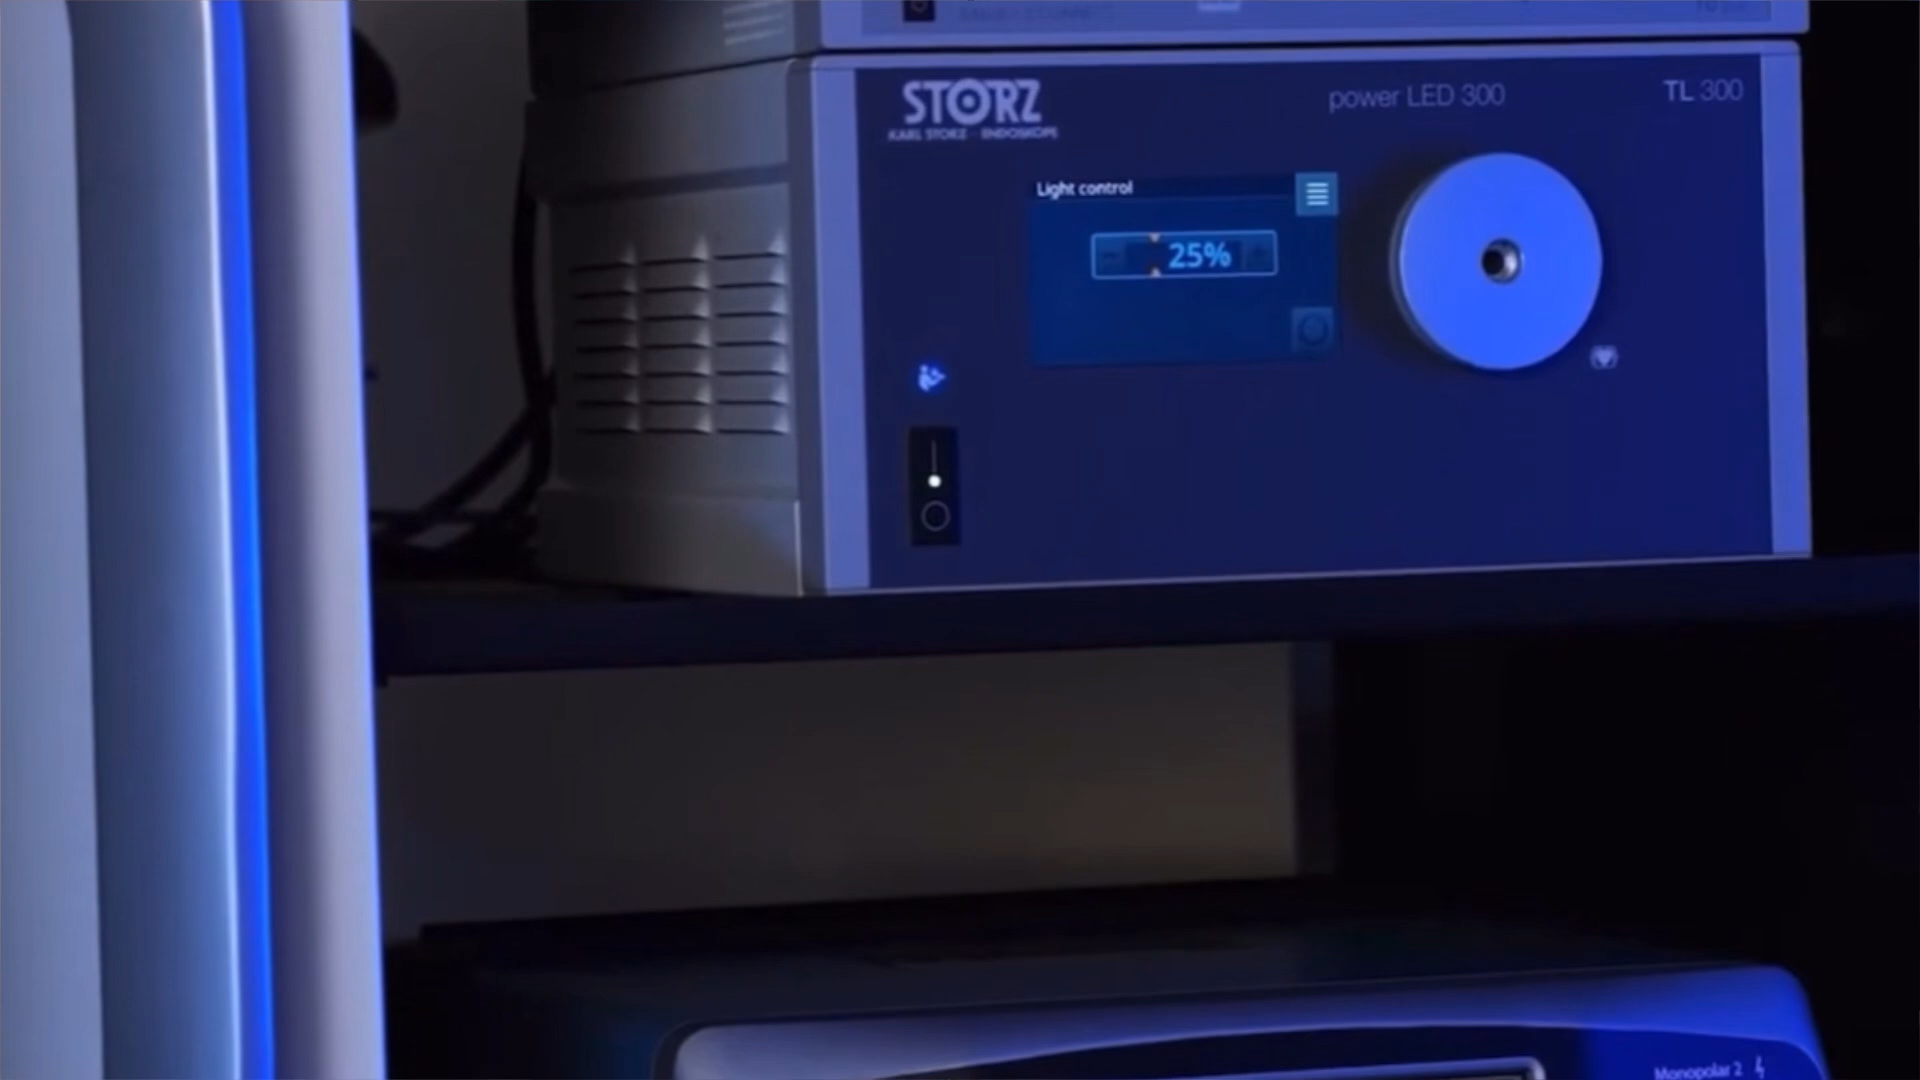 STORZ
KARL STORZ - ENDOSKOPE
power LED 300
TL 300
Light control
25%
Monopolar 2